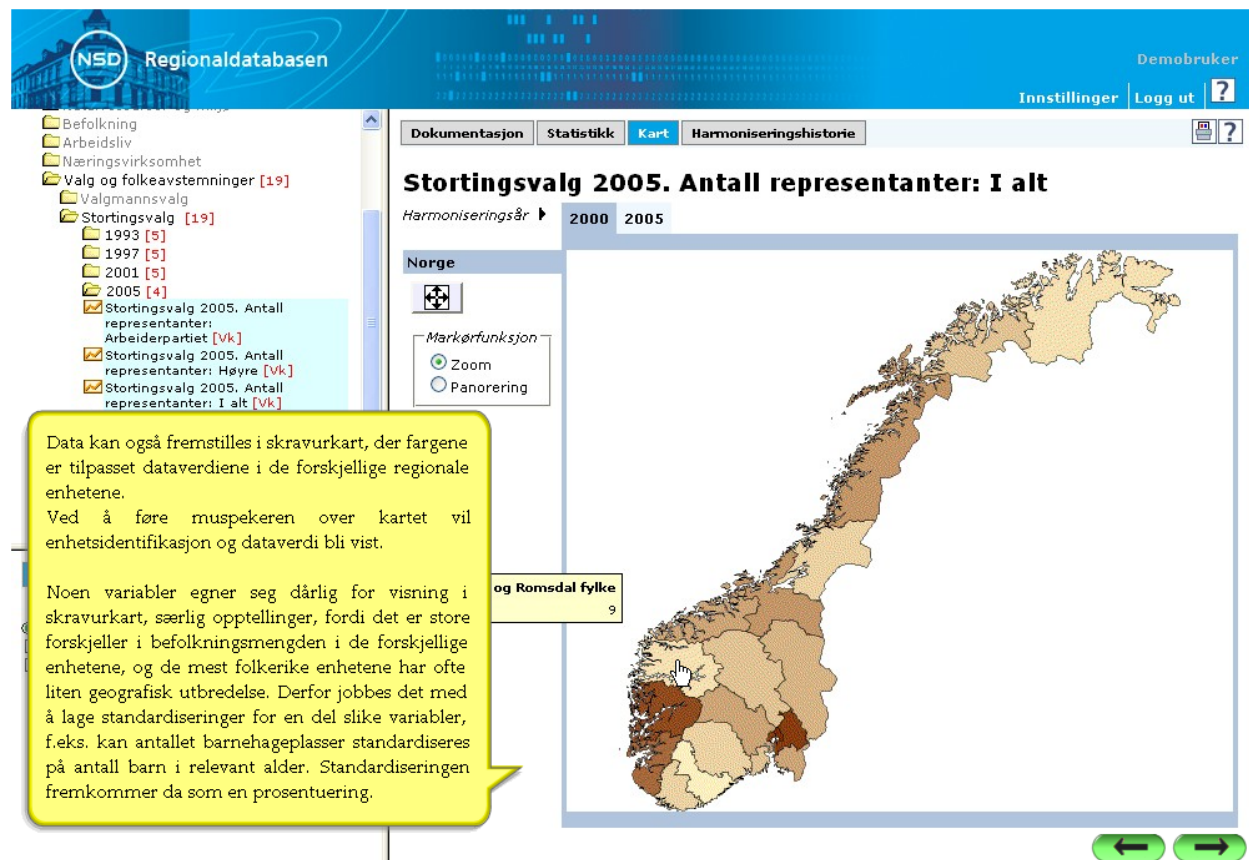 NSD Regionaldatabasen
Demobruker
Innstillinger Logg ut ?
Befolkning
Arbeidsliv
Næringsvirksomhet
Valg og folkeavstemninger [19]
Valgmannsvalg
Stortingsvalg [19]
1993 [5]
1997 [5]
2001 [5]
2005 [4]
Stortingsvalg 2005. Antall
representanter:
Arbeiderpartiet [Vk]
Stortingsvalg 2005. Antall
representanter: Høyre [Vk]
Stortingsvalg 2005. Antall
representanter: I alt [Vk]
Dokumentasjon Statistikk Kart Harmoniseringshistorie ?
Stortingsvalg 2005. Antall representanter: I alt
Harmoniseringsår 2000 2005
Norge
Markørfunksjon
Zoom
Panorering
og Romsdal fylke
9
Data kan også fremstilles i skravurkart, der fargene
er tilpasset dataverdiene i de forskjellige regionale
enhetene.
Ved å føre muspekeren over kartet vil
enhetsidentifikasjon og dataverdi bli vist.
Noen variabler egner seg dårlig for visning i
skravurkart, særlig opptellinger, fordi det er store
forskjeller i befolkningsmengden i de forskjellige
enhetene, og de mest folkerike enhetene har ofte
liten geografisk utbredelse. Derfor jobbes det med
å lage standardiseringer for en del slike variabler,
f.eks. kan antallet barnehageplasser standardiseres
på antall barn i relevant alder. Standardiseringen
fremkommer da som en prosentuering.